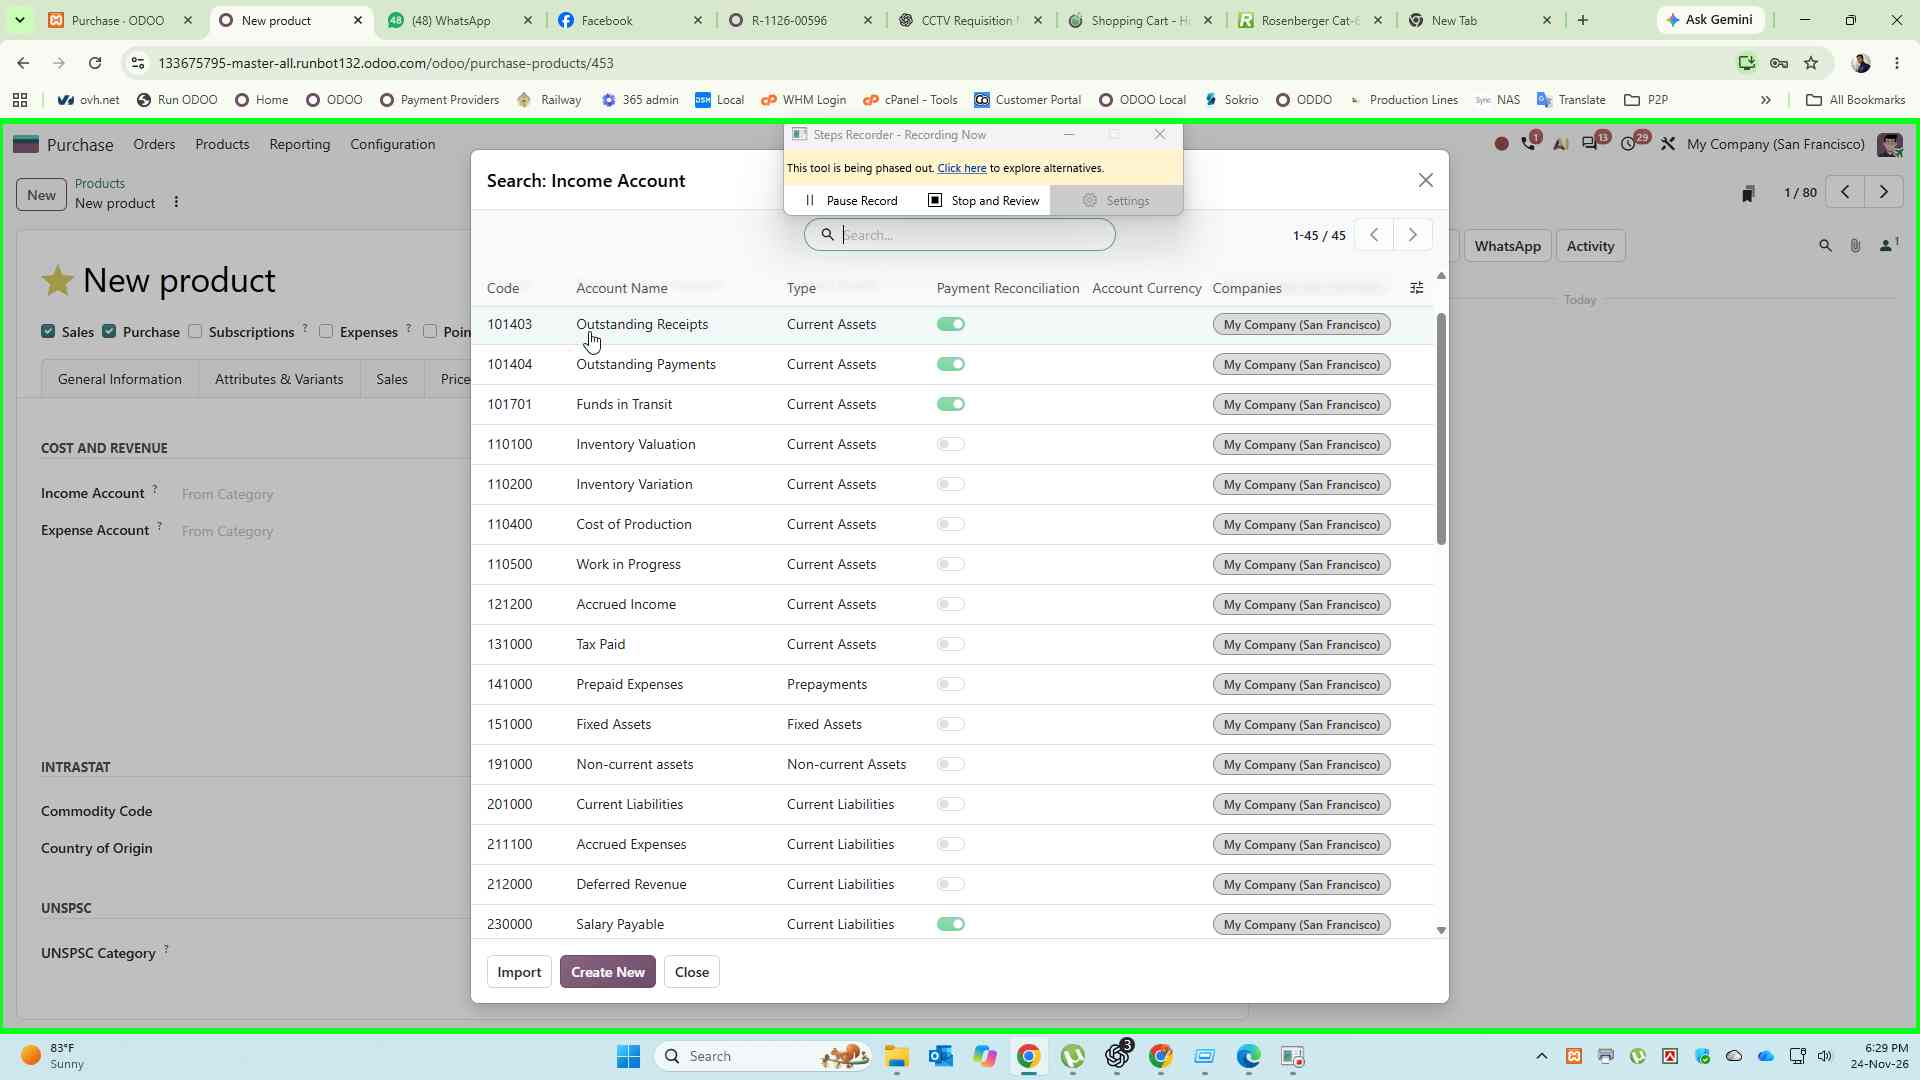 Purchase - ODOO
New product
(48) WhatsApp
Facebook
R-1126-00596
CCTV Requisition
Shopping Cart - H
Rosenberger Cat-6
New Tab
Ask Gemini
133675795-master-all.runbot132.odoo.com/odoo/purchase-products/453
ovh.net
Run ODOO
Home
ODOO
Payment Providers
Railway
365 admin
DSM Local
WHM Login
cPanel - Tools
Customer Portal
ODOO Local
Sokrio
ODDO
Production Lines
Sync NAS
Translate
P2P
All Bookmarks
Steps Recorder - Recording Now
This tool is being phased out. Click here to explore alternatives.
Pause Record
Stop and Review
Settings
Purchase
Orders
Products
Reporting
Configuration
1
13
29
My Company (San Francisco)
New
Products
New product
1 / 80
WhatsApp
Activity
1
Today
New product
Sales
Purchase
Subscriptions ?
Expenses ?
Poin
General Information
Attributes & Variants
Sales
Price
COST AND REVENUE
Income Account ? From Category
Expense Account ? From Category
INTRASTAT
Commodity Code
Country of Origin
UNSPSC
UNSPSC Category ?
Search: Income Account
Search...
1-45 / 45
Code Account Name Type Payment Reconciliation Account Currency Companies
101403 Outstanding Receipts Current Assets My Company (San Francisco)
101404 Outstanding Payments Current Assets My Company (San Francisco)
101701 Funds in Transit Current Assets My Company (San Francisco)
110100 Inventory Valuation Current Assets My Company (San Francisco)
110200 Inventory Variation Current Assets My Company (San Francisco)
110400 Cost of Production Current Assets My Company (San Francisco)
110500 Work in Progress Current Assets My Company (San Francisco)
121200 Accrued Income Current Assets My Company (San Francisco)
131000 Tax Paid Current Assets My Company (San Francisco)
141000 Prepaid Expenses Prepayments My Company (San Francisco)
151000 Fixed Assets Fixed Assets My Company (San Francisco)
191000 Non-current assets Non-current Assets My Company (San Francisco)
201000 Current Liabilities Current Liabilities My Company (San Francisco)
211100 Accrued Expenses Current Liabilities My Company (San Francisco)
212000 Deferred Revenue Current Liabilities My Company (San Francisco)
230000 Salary Payable Current Liabilities My Company (San Francisco)
Import
Create New
Close
83°F
Sunny
Search
3
6:29 PM
24-Nov-26